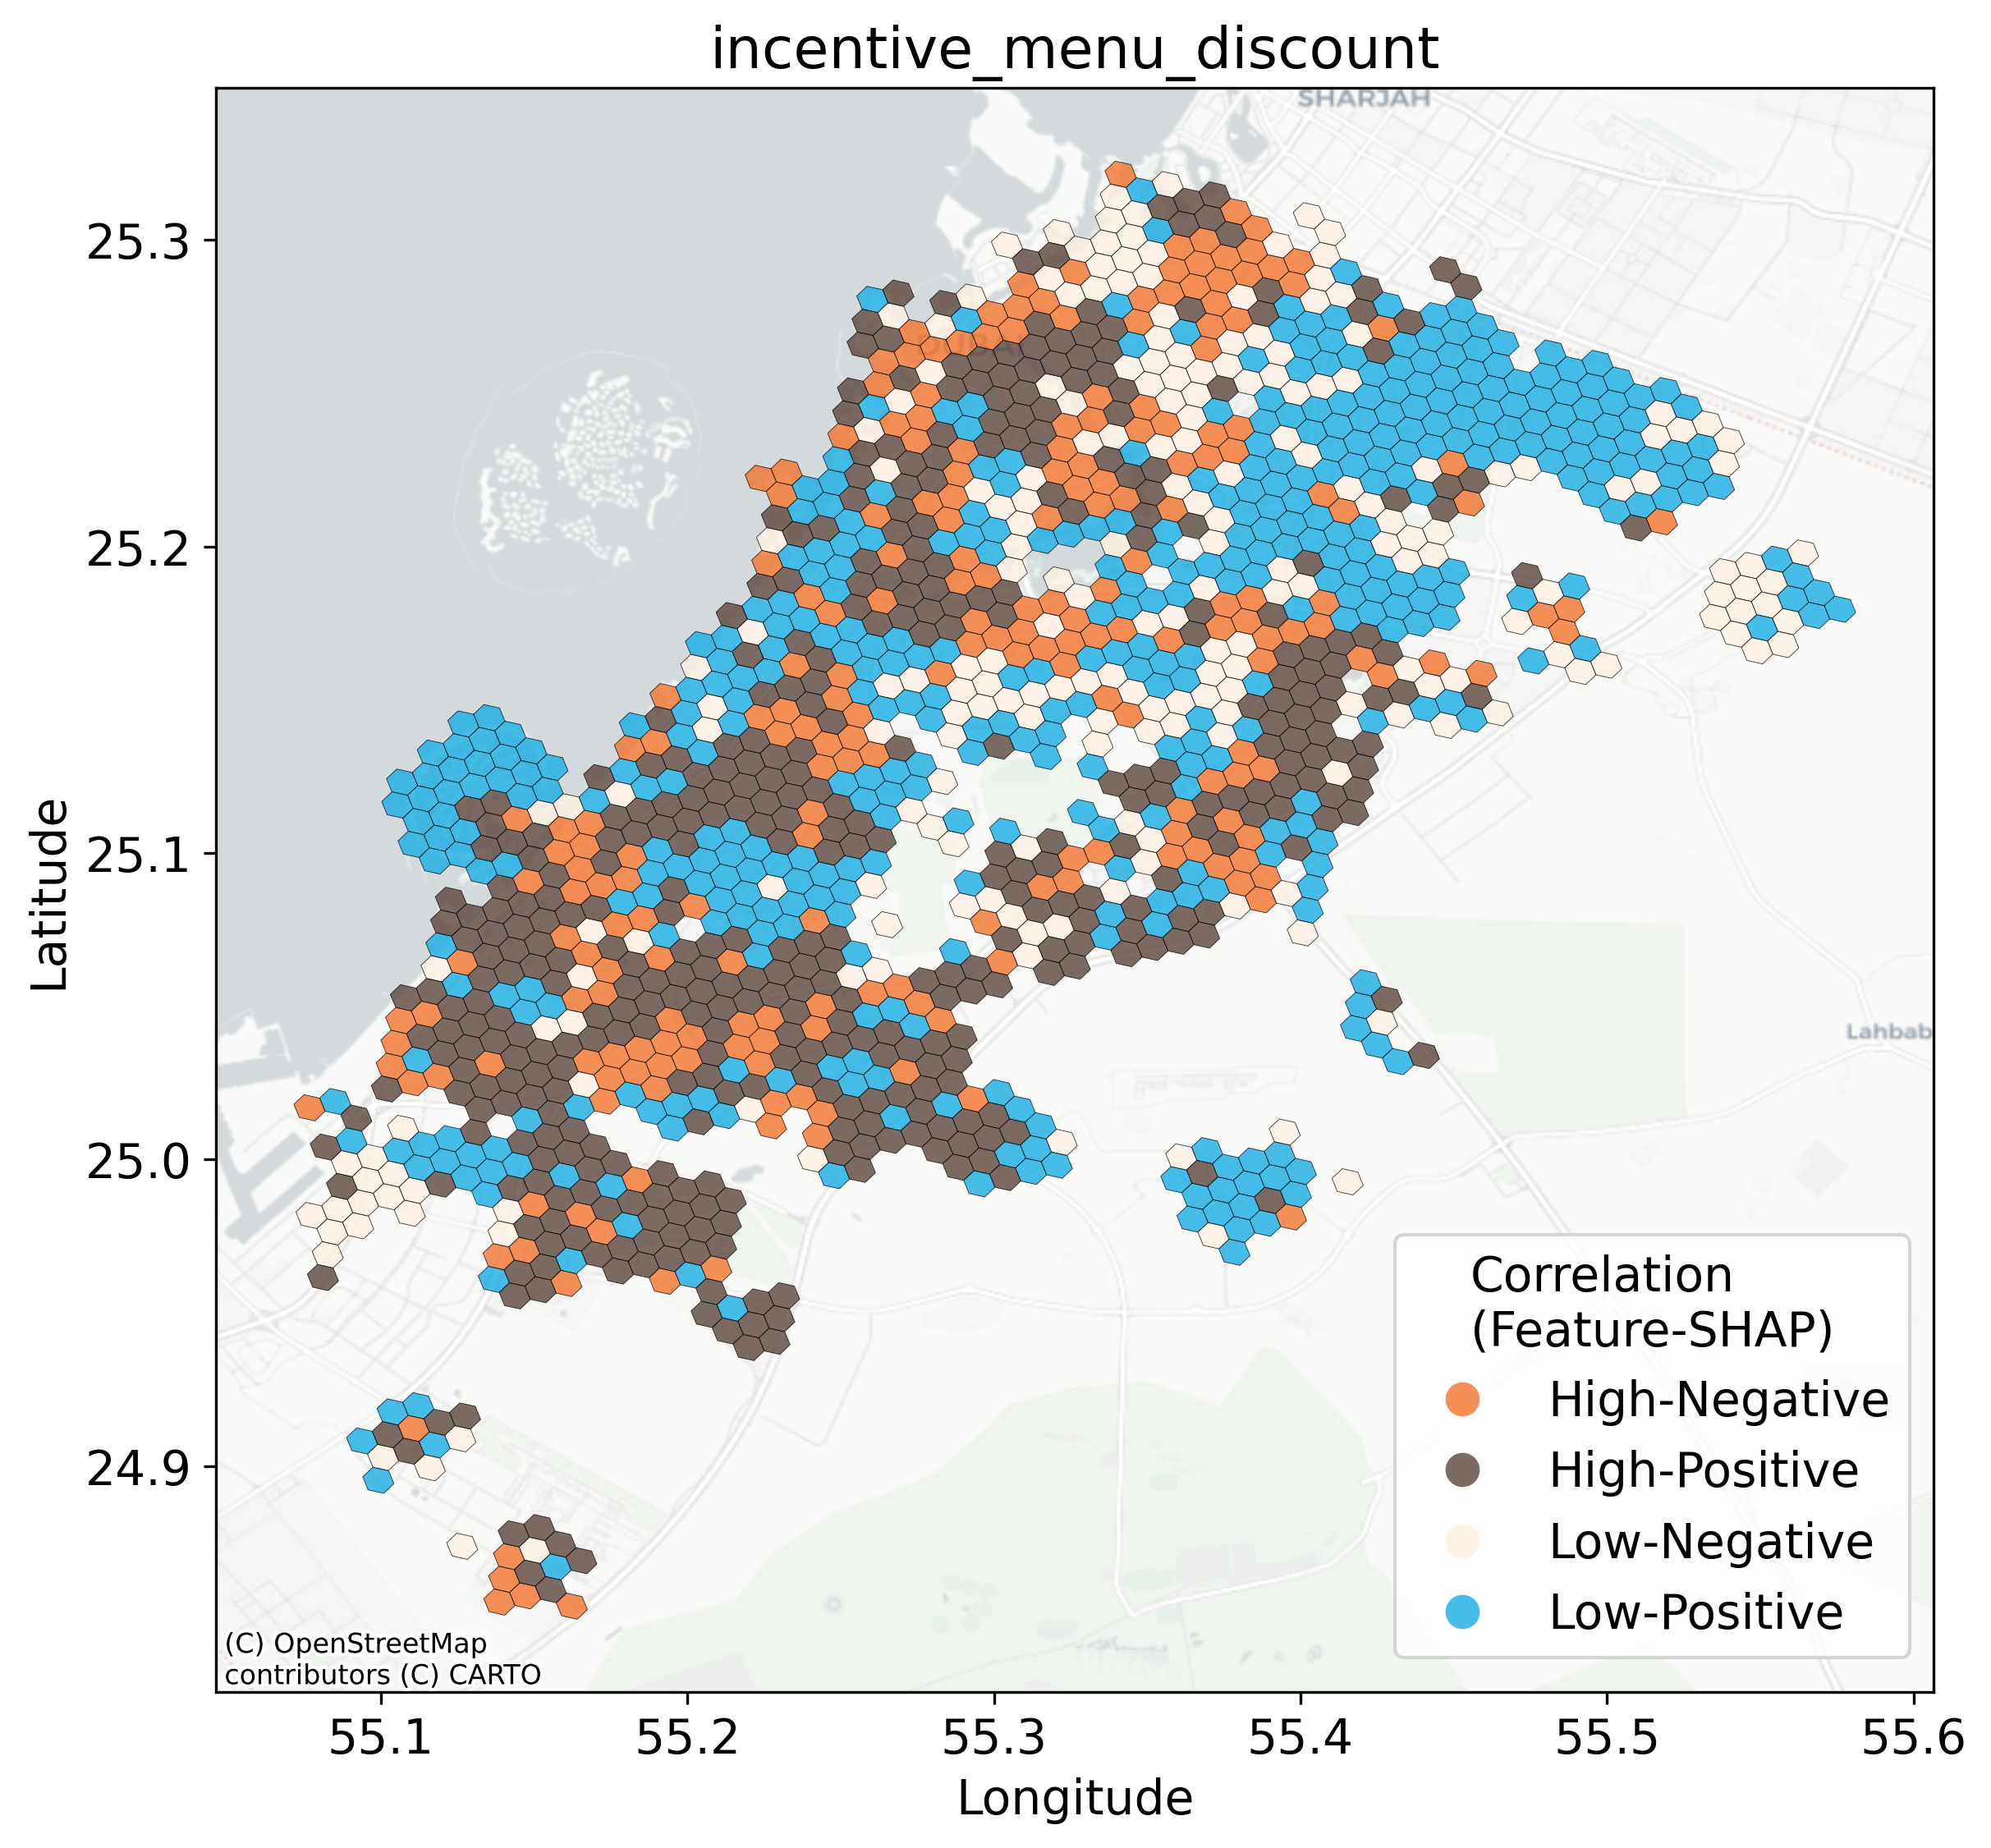 incentive_menu_discount
SHARJAH
DUBAI
Lahbab
25.3
25.2
25.1
25.0
24.9
Latitude
55.1
55.2
55.3
55.4
55.5
55.6
Longitude
Correlation
(Feature-SHAP)
High-Negative
High-Positive
Low-Negative
Low-Positive
(C) OpenStreetMap
contributors (C) CARTO